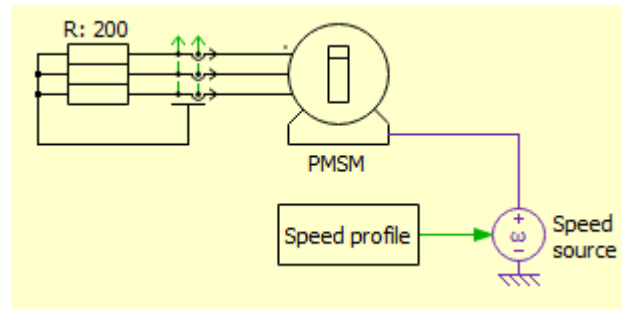 R: 200
PMSM
Speed profile
+
ω
−
Speed
source